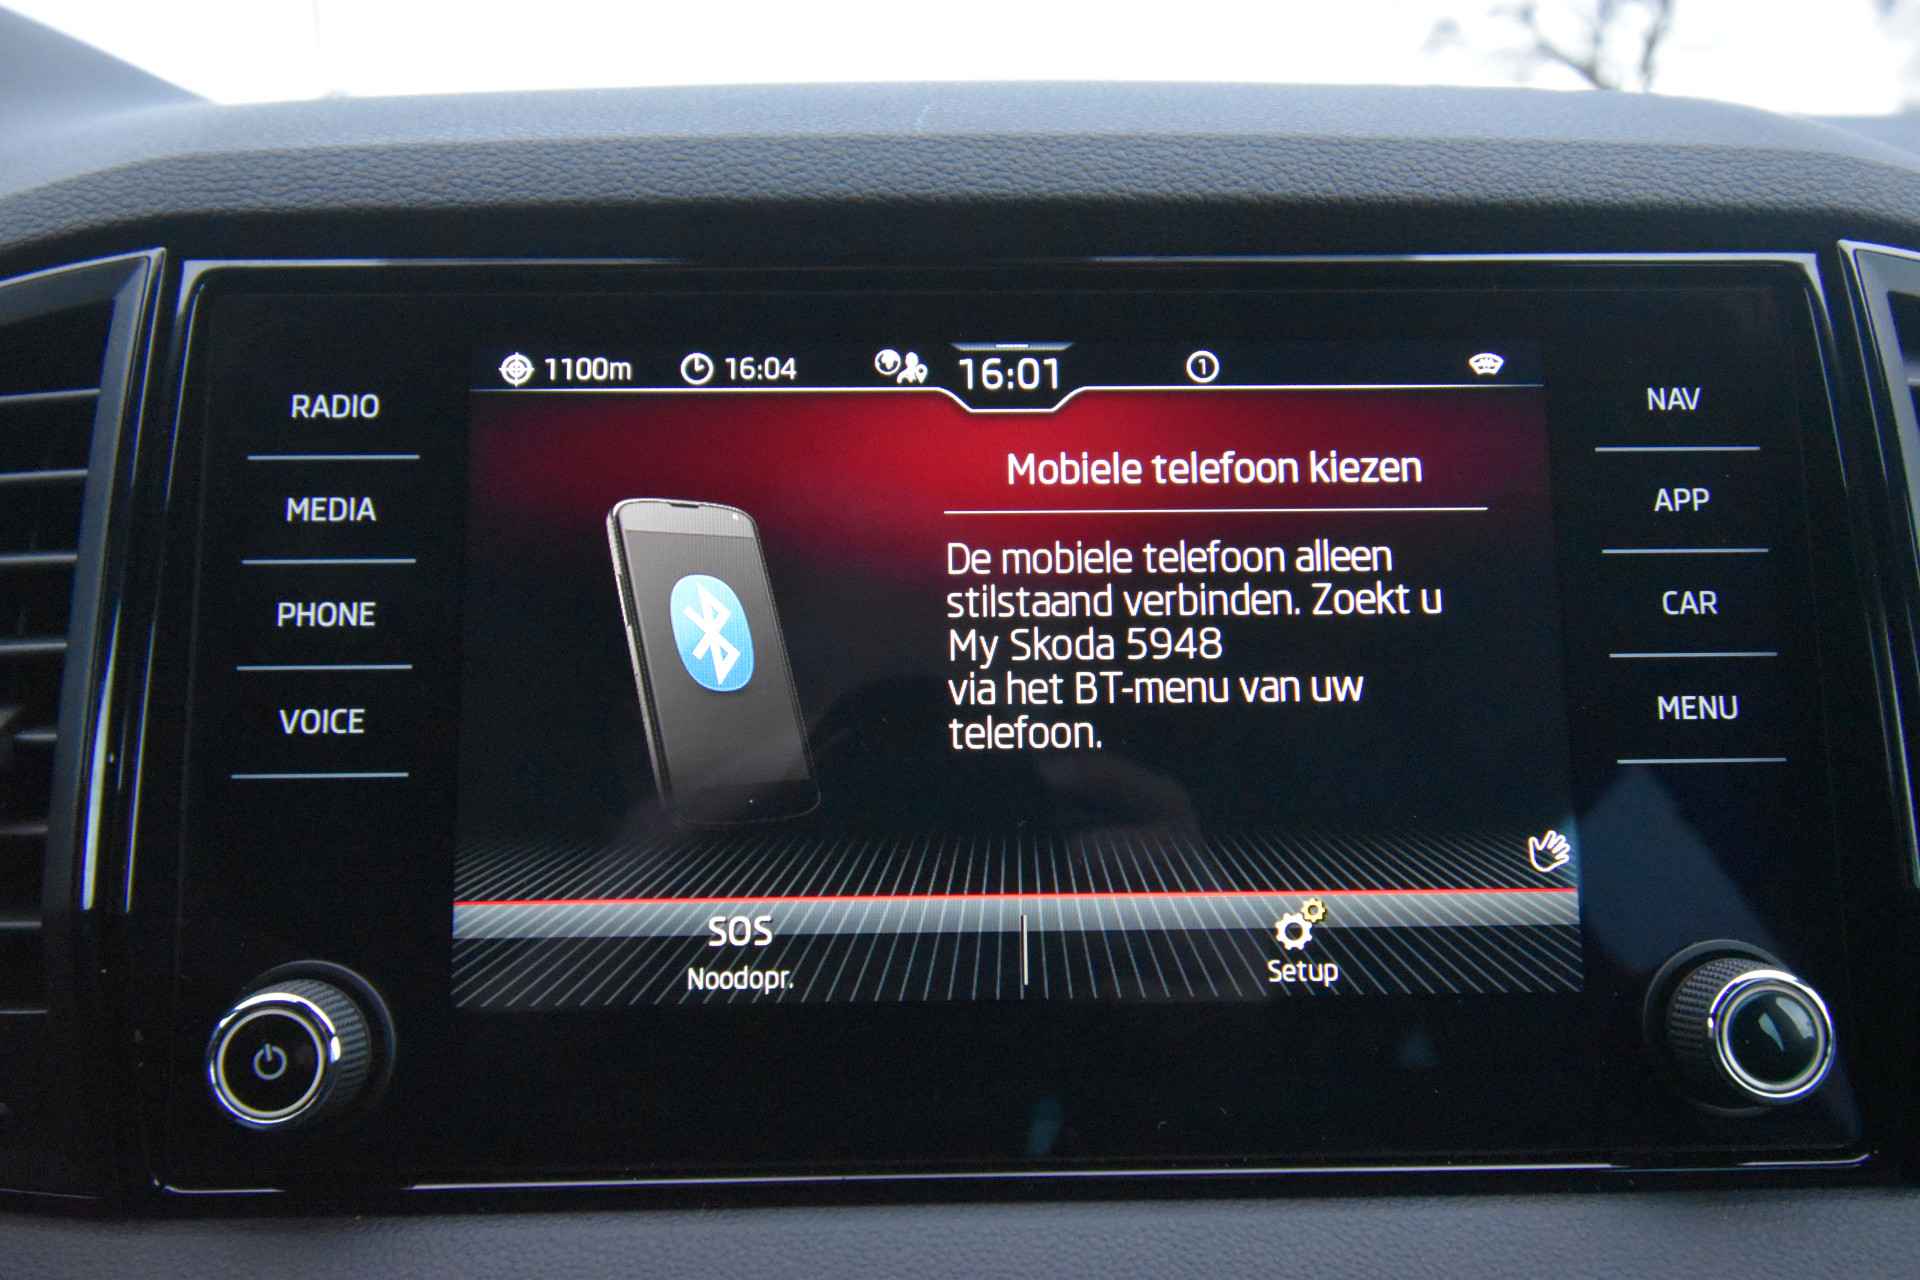 1100m 16:04 16:01 1
RADIO
MEDIA
PHONE
VOICE
Mobiele telefoon kiezen
De mobiele telefoon alleen
stilstaand verbinden. Zoekt u
My Skoda 5948
via het BT-menu van uw
telefoon.
NAV
APP
CAR
MENU
SOS
Noodopr.
Setup